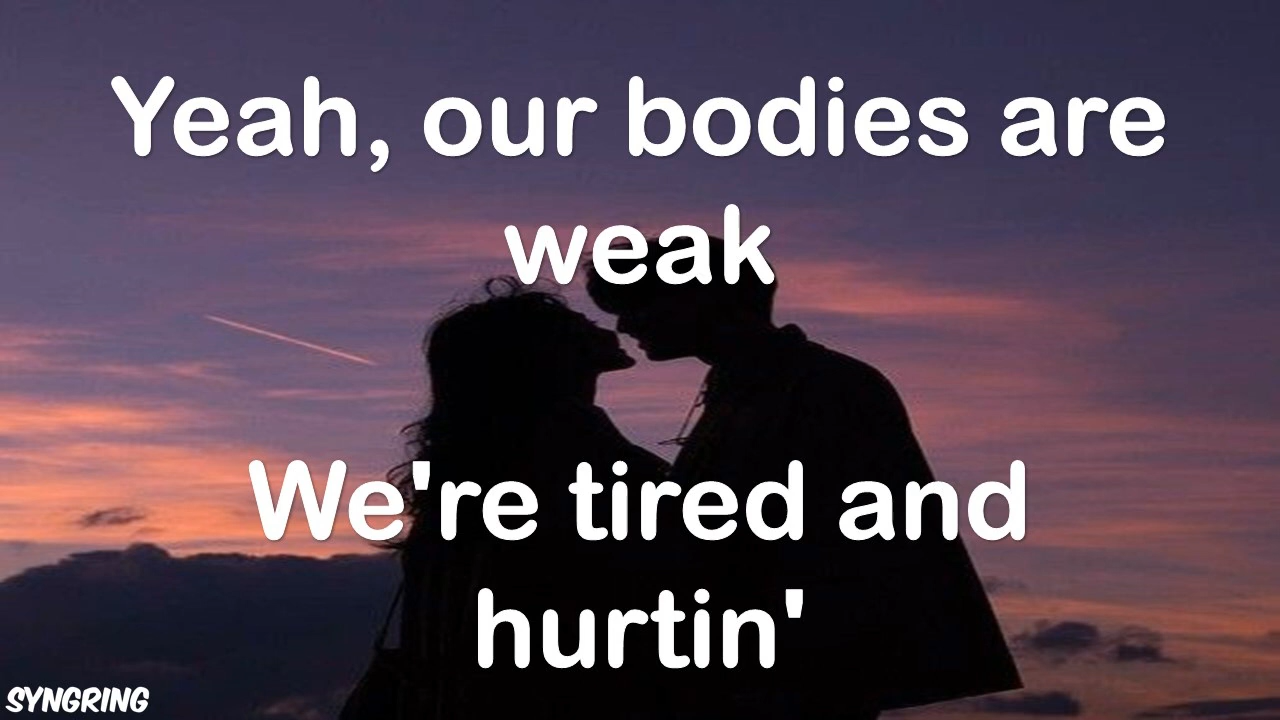 Yeah, our bodies are
weak
We're tired and
hurtin'
SYNGRING